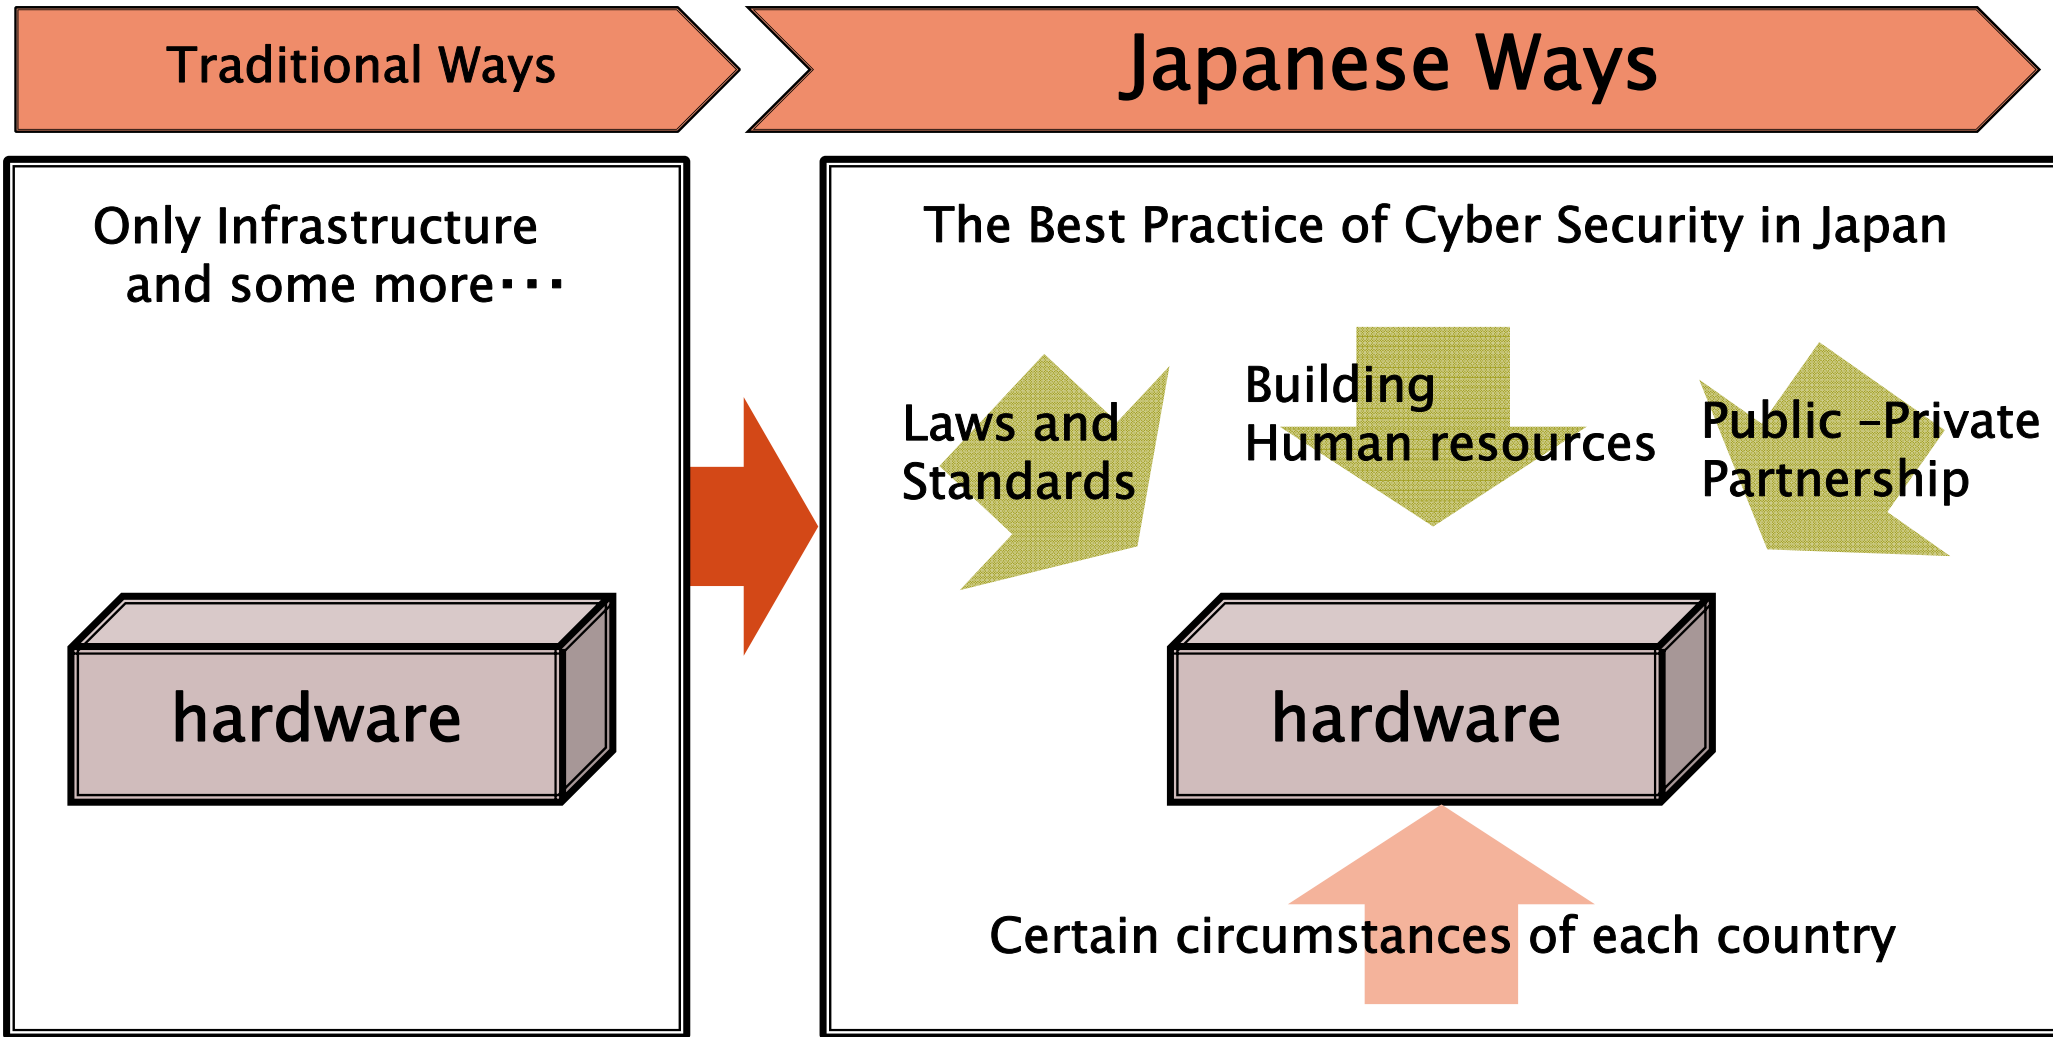 Traditional Ways
Japanese Ways
Only Infrastructure
and some more･･･
hardware
The Best Practice of Cyber Security in Japan
Laws and
Standards
Building
Human resources
Public –Private
Partnership
hardware
Certain circumstances of each country